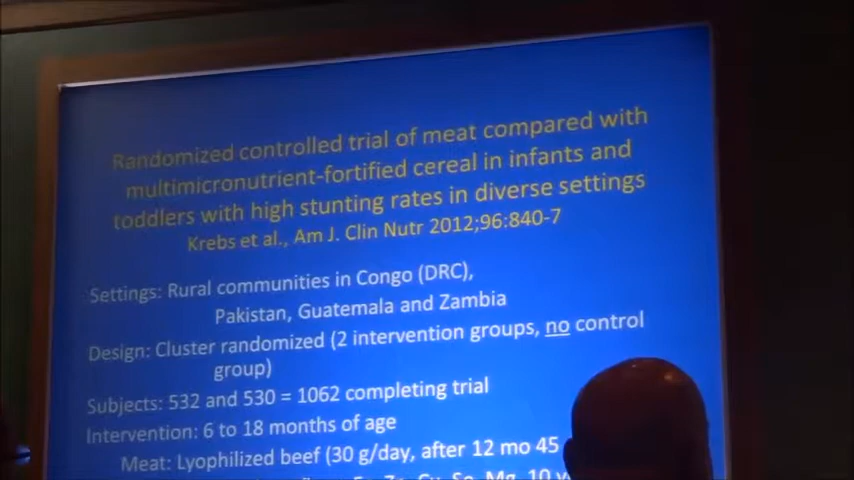 Randomized controlled trial of meat compared with
multimicronutrient-fortified cereal in infants and
toddlers with high stunting rates in diverse settings
Krebs et al., Am J. Clin Nutr 2012;96:840-7
Settings: Rural communities in Congo (DRC),
Pakistan, Guatemala and Zambia
Design: Cluster randomized (2 intervention groups, no control
group)
Subjects: 532 and 530 = 1062 completing trial
Intervention: 6 to 18 months of age
Meat: Lyophilized beef (30 g/day, after 12 mo 45